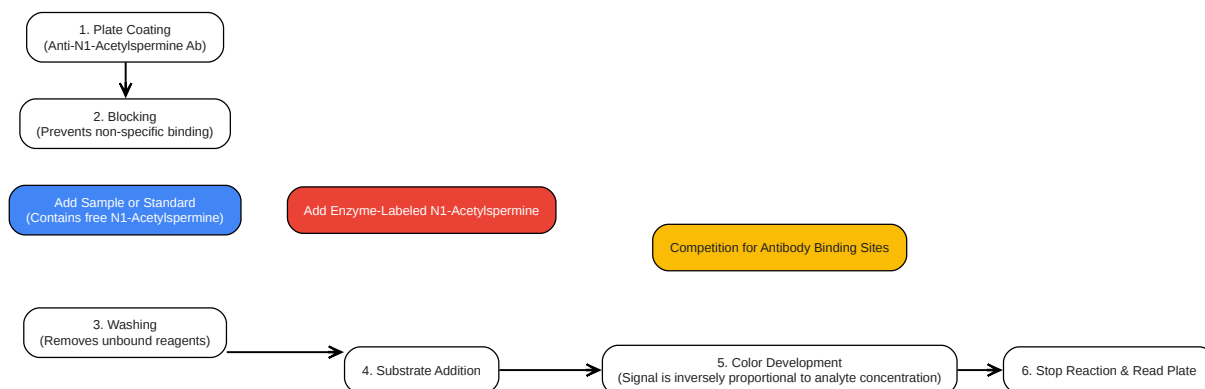 1. Plate Coating
(Anti-N1-Acetylspermine Ab)
2. Blocking
(Prevents non-specific binding)
Add Sample or Standard
(Contains free N1-Acetylspermine)
Add Enzyme-Labeled N1-Acetylspermine
Competition for Antibody Binding Sites
3. Washing
(Removes unbound reagents)
4. Substrate Addition
5. Color Development
(Signal is inversely proportional to analyte concentration)
6. Stop Reaction & Read Plate